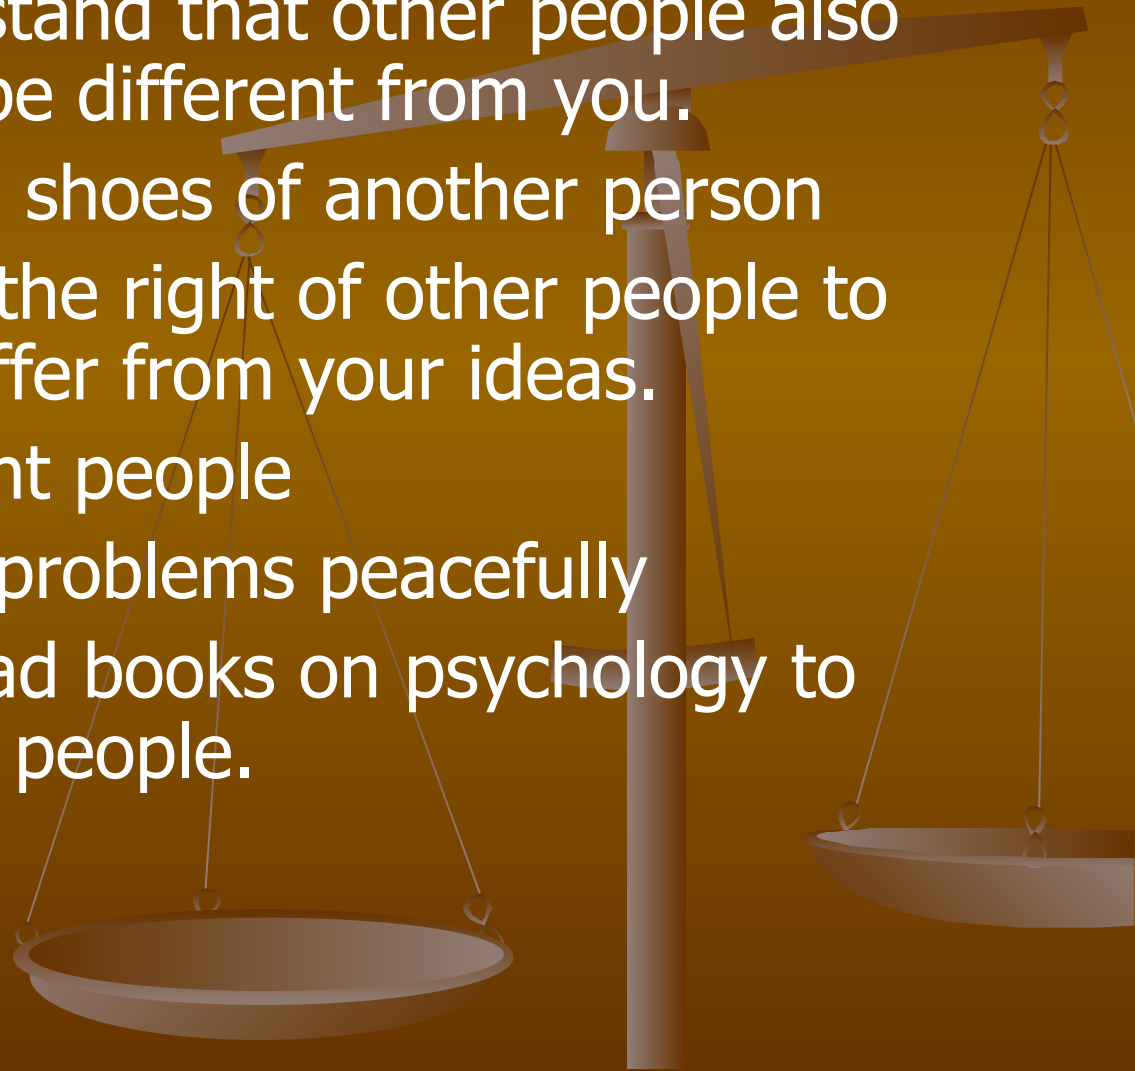 stand that other people also
be different from you.
shoes of another person
the right of other people to
ffer from your ideas.
nt people
problems peacefully
ad books on psychology to
people.